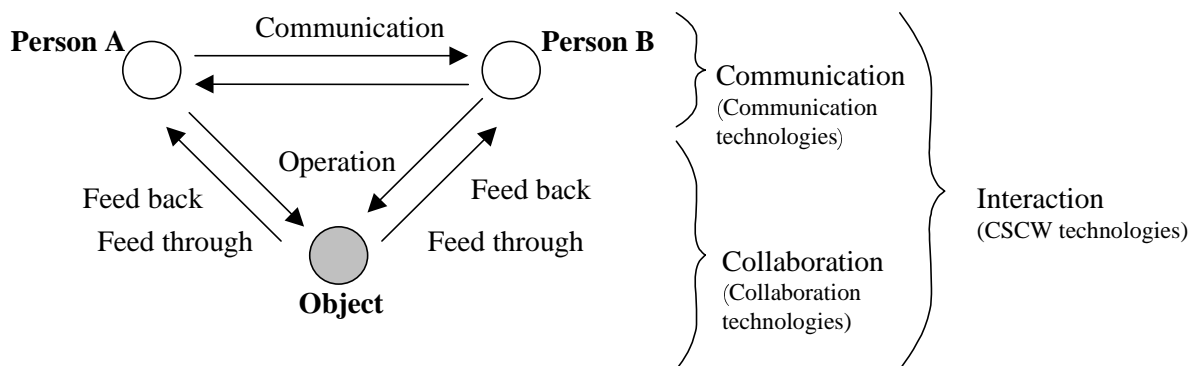 Communication
Person A
Person B
Communication
(Communication
technologies)
Operation
Feed back
Feed back
Feed through
Feed through
Interaction
(CSCW technologies)
Collaboration
(Collaboration
technologies)
Object